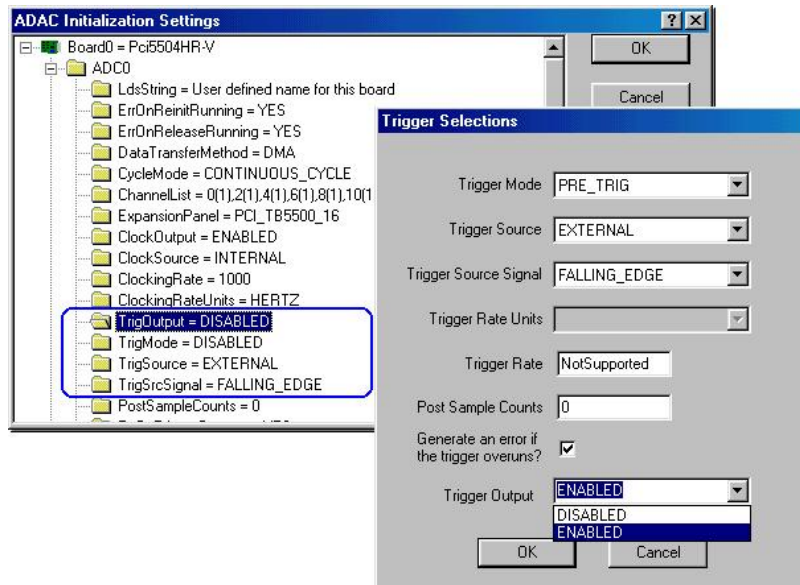 ADAC Initialization Settings
Board0 = Pci5504HR-V
ADC0
LdsString = User defined name for this board
ErrOnReinitRunning = YES
ErrOnReleaseRunning = YES
DataTransferMethod = DMA
CycleMode = CONTINUOUS_CYCLE
ChannelList = 0(1),2(1),4(1),6(1),8(1),10(1
ExpansionPanel = PCI_TB5500_16
ClockOutput = ENABLED
ClockSource = INTERNAL
ClockingRate = 1000
ClockingRateUnits = HERTZ
TrigOutput = DISABLED
TrigMode = DISABLED
TrigSource = EXTERNAL
TrigSrcSignal = FALLING_EDGE
PostSampleCounts = 0
OK
Cancel
Trigger Selections
Trigger Mode PRE_TRIG
Trigger Source EXTERNAL
Trigger Source Signal FALLING_EDGE
Trigger Rate Units
Trigger Rate NotSupported
Post Sample Counts 0
Generate an error if
the trigger overuns?
Trigger Output ENABLED
DISABLED
ENABLED
OK Cancel